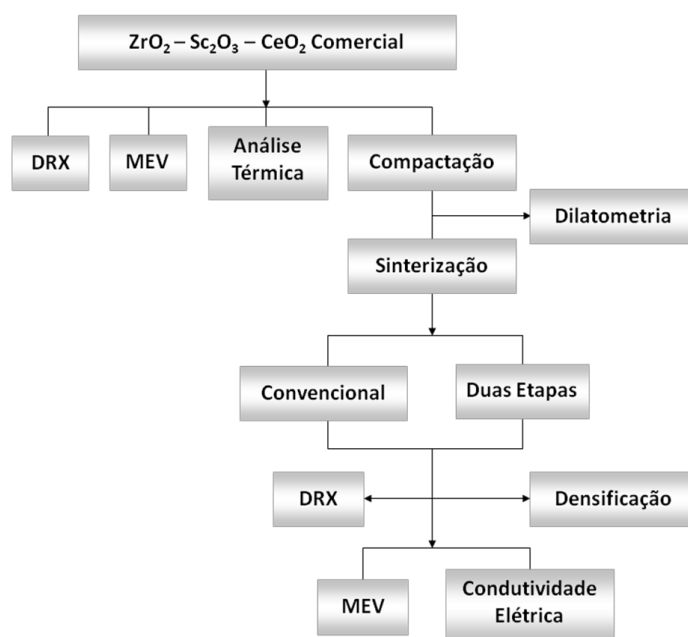 ZrO₂ – Sc₂O₃ – CeO₂ Comercial
DRX
MEV
Análise
Térmica
Compactação
Dilatometria
Sinterização
Convencional
Duas Etapas
DRX
Densificação
MEV
Condutividade
Elétrica